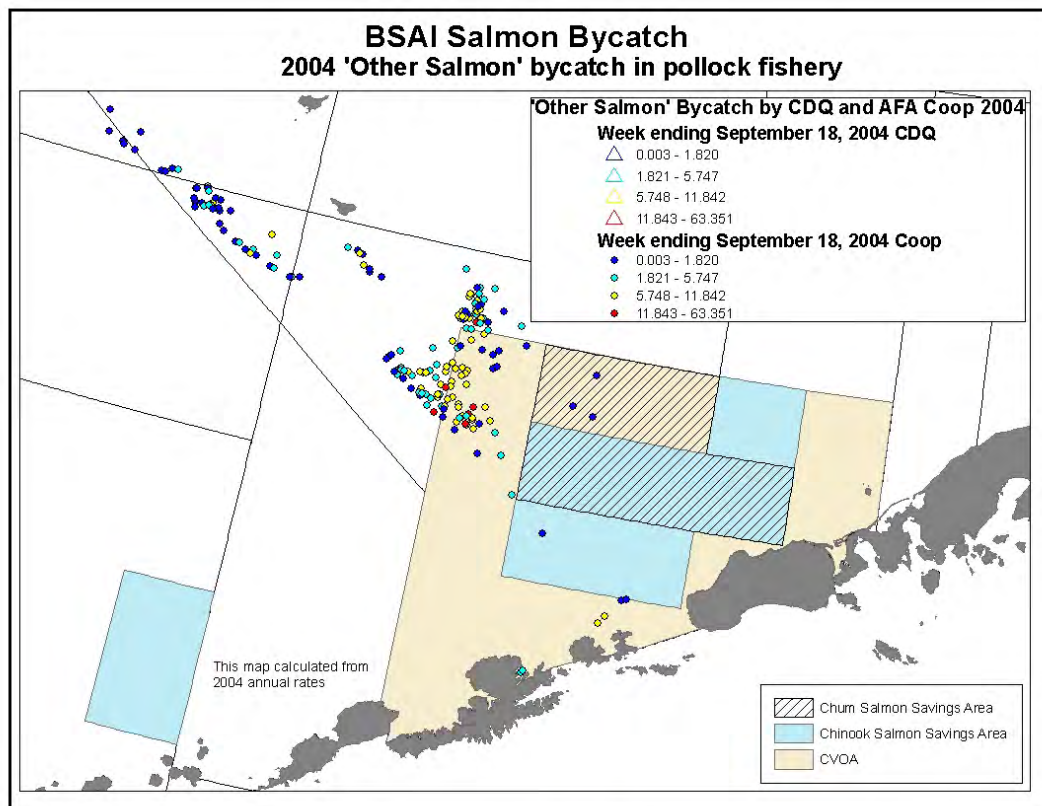 BSAI Salmon Bycatch
2004 'Other Salmon' bycatch in pollock fishery
'Other Salmon' Bycatch by CDQ and AFA Coop 2004
Week ending September 18, 2004 CDQ
0.003 - 1.820
1.821 - 5.747
5.748 - 11.842
11.843 - 63.351
Week ending September 18, 2004 Coop
0.003 - 1.820
1.821 - 5.747
5.748 - 11.842
11.843 - 63.351
This map calculated from
2004 annual rates
Chum Salmon Savings Area
Chinook Salmon Savings Area
CVOA